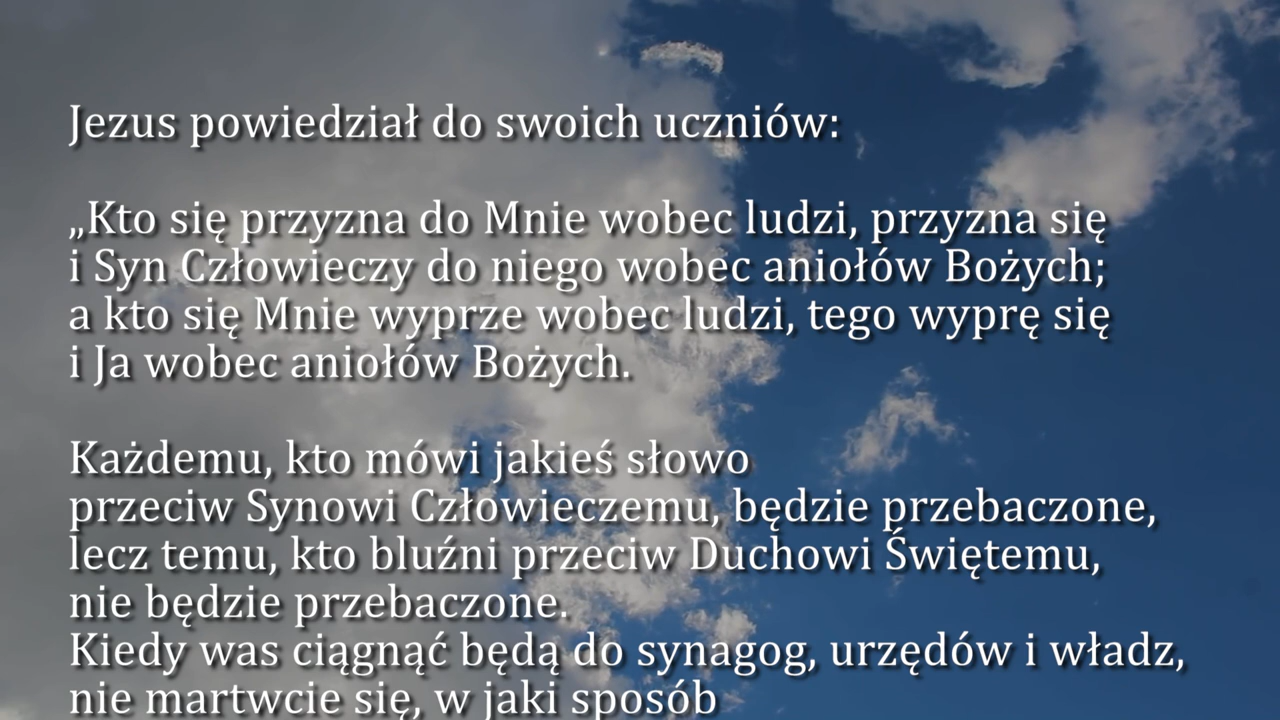 Jezus powiedział do swoich uczniów:
„Kto się przyzna do Mnie wobec ludzi, przyzna się
i Syn Człowieczy do niego wobec aniołów Bożych;
a kto się Mnie wyprze wobec ludzi, tego wyprę się
i Ja wobec aniołów Bożych.
Każdemu, kto mówi jakieś słowo
przeciw Synowi Człowieczemu, będzie przebaczone,
lecz temu, kto bluźni przeciw Duchowi Świętemu,
nie będzie przebaczone.
Kiedy was ciągnąć będą do synagog, urzędów i władz,
nie martwcie się, w jaki sposób